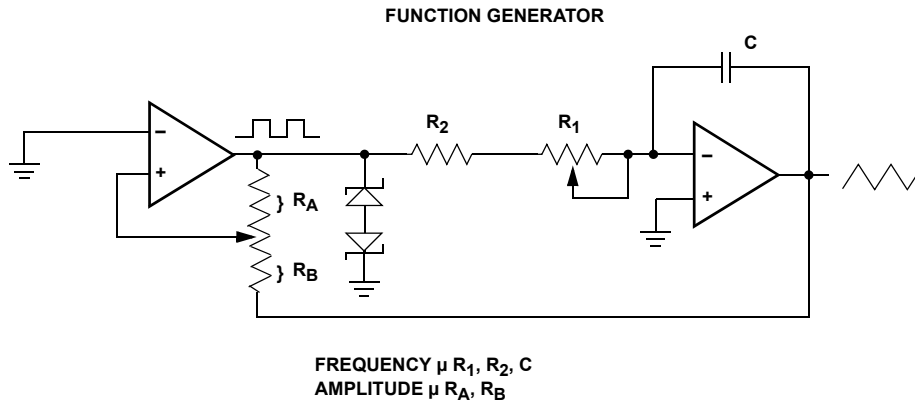 FUNCTION GENERATOR
C
R2
R1
−
+
} RA
} RB
−
+
FREQUENCY µ R1, R2, C
AMPLITUDE µ RA, RB